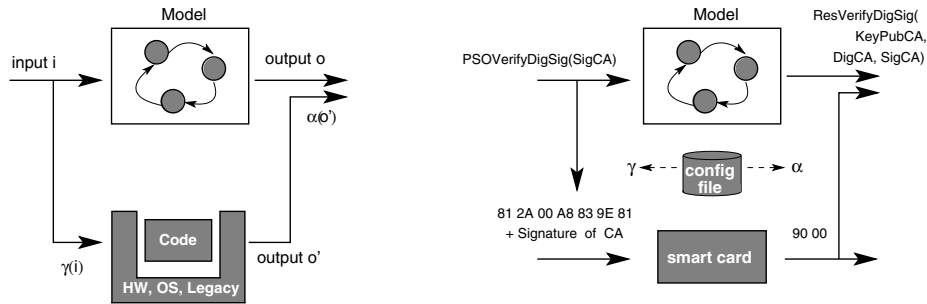 Model
input i
output o
α(o')
γ(i)
Code
output o'
HW, OS, Legacy
Model
ResVerifyDigSig(
KeyPubCA,
DigCA, SigCA)
PSOVerifyDigSig(SigCA)
γ
config
file
α
81 2A 00 A8 83 9E 81
+ Signature of CA
90 00
smart card